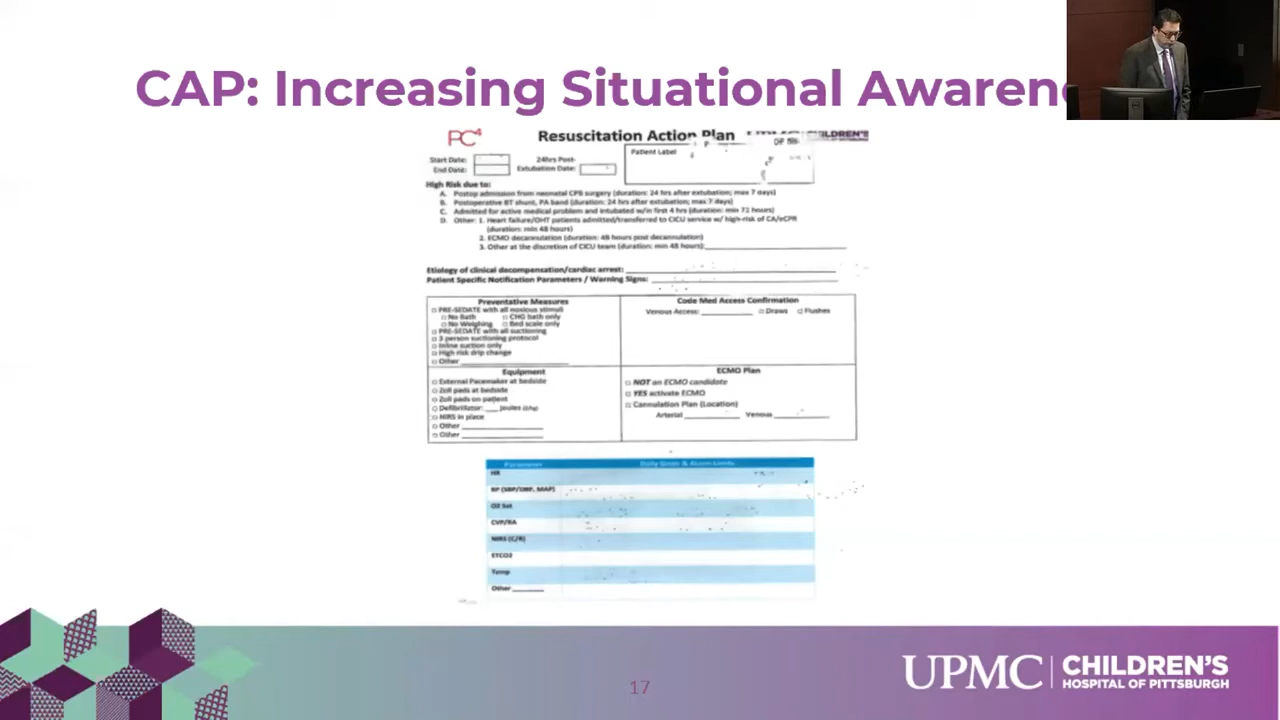 CAP: Increasing Situational Awaren
PC4
Resuscitation Action Plan
UPMC CHILDREN'S
Start Date:
End Date:
24hrs Post-
Extubation Date:
Patient Label
High Risk due to:
A. Postop admission from neonatal CPB surgery (duration: 24 hrs after extubation; max 7 days)
B. Postoperative BT shunt, PA band (duration: 24 hrs after extubation; max 7 days)
C. Admitted for active medical problem and intubated w/in first 4 hrs (duration: min 72 hours)
D. Other: 1. Heart failure/OHT patients admitted/transferred to CICU service w/ high-risk of CA/eCPR
(duration: min 48 hours)
2. ECMO decannulation (duration: 48 hours post decannulation)
3. Other at the discretion of CICU team (duration: min 48 hours):
Etiology of clinical decompensation/cardiac arrest:
Patient Specific Notification Parameters / Warning Signs:
Preventative Measures
PRE-SEDATE with all noxious stimuli
No Bath CHG bath only
No Weighing Bed scale only
PRE-SEDATE with all suctioning
3 person suctioning protocol
Inline suction only
High risk drip change
Other
Code Med Access Confirmation
Venous Access: Draws Flushes
Equipment
External Pacemaker at bedside
Zoll pads at bedside
Zoll pads on patient
Defibrillator: Joules
NIRS in place
Other
Other
ECMO Plan
NOT an ECMO candidate
YES activate ECMO
Cannulation Plan (Location)
Arterial Venous
Parameter Daily Goals & Alarm Limits
HR
BP (SBP/DBP, MAP)
O2 Sat
CVP/RA
NIRS (C/R)
ETCO2
Temp
Other
17
UPMC CHILDREN'S
HOSPITAL OF PITTSBURGH